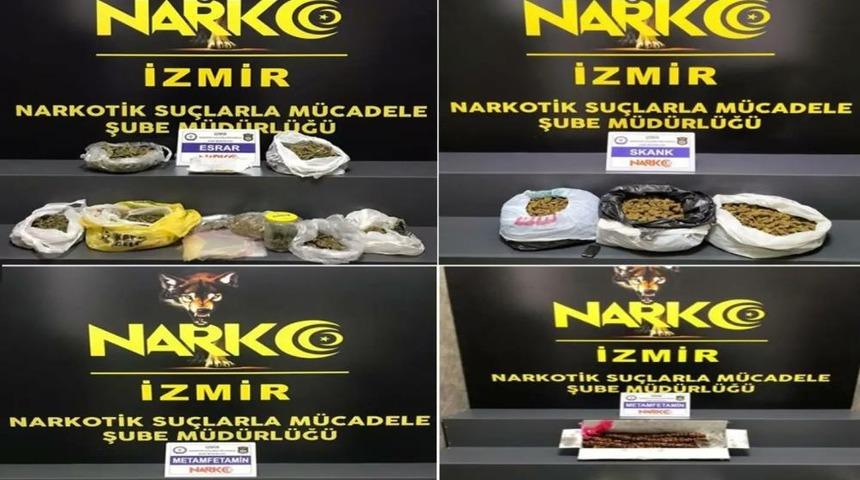 NARKO
İZMİR
NARKOTİK SUÇLARLA MÜCADELE
ŞUBE MÜDÜRLÜĞÜ
ESRAR
NARKO
İZMİR
NARKOTİK SUÇLARLA MÜCADELE
ŞUBE MÜDÜRLÜĞÜ
SKANK
NARKO
NARKO
İZMİR
NARKOTİK SUÇLARLA MÜCADELE
ŞUBE MÜDÜRLÜĞÜ
METAMFETAMİN
NARKO
NARKO
İZMİR
NARKOTİK SUÇLARLA MÜCADELE
ŞUBE MÜDÜRLÜĞÜ
METAMFETAMİN
NARKO